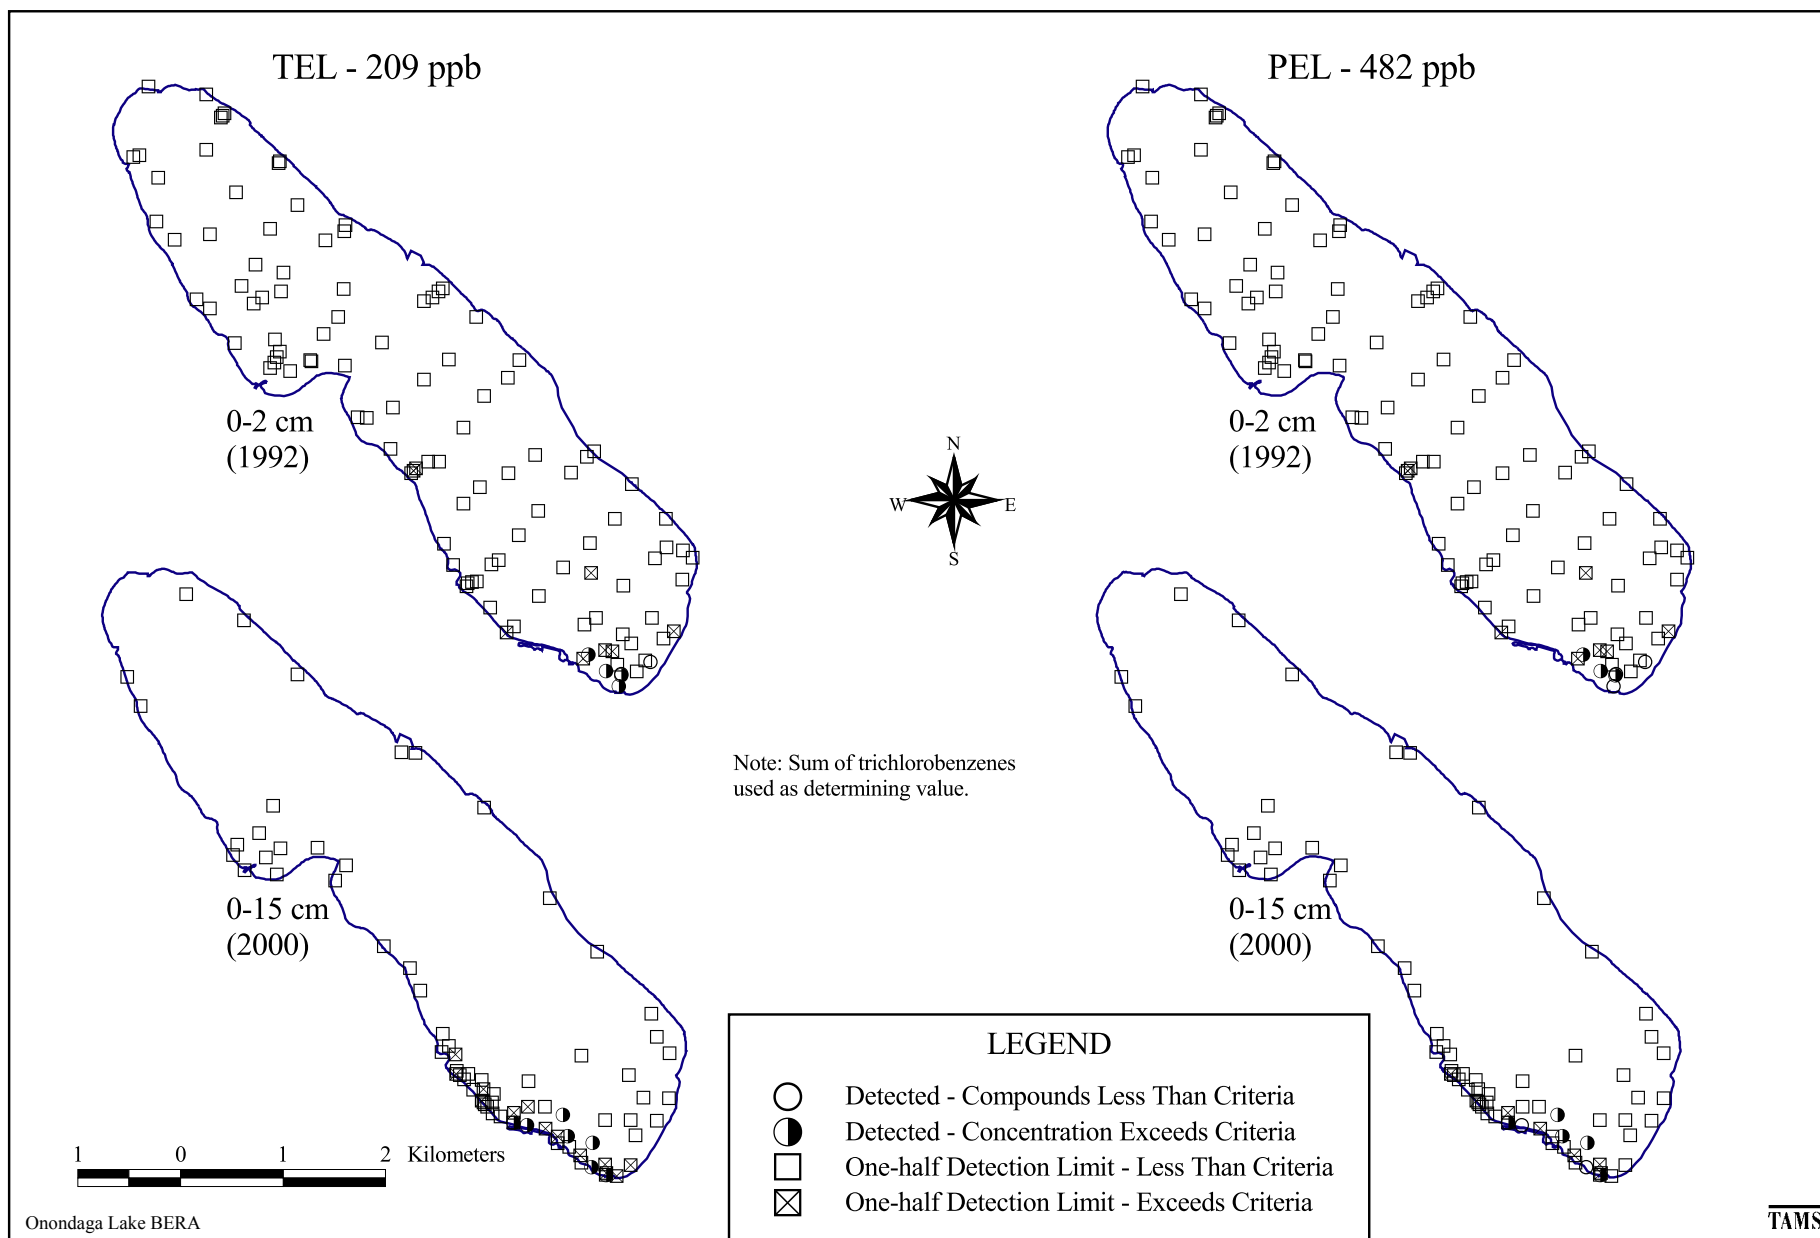 TEL - 209 ppb
PEL - 482 ppb
0-2 cm
(1992)
0-2 cm
(1992)
N
W
E
S
Note: Sum of trichlorobenzenes
used as determining value.
0-15 cm
(2000)
0-15 cm
(2000)
LEGEND
Detected - Compounds Less Than Criteria
Detected - Concentration Exceeds Criteria
One-half Detection Limit - Less Than Criteria
One-half Detection Limit - Exceeds Criteria
1 0 1 2 Kilometers
Onondaga Lake BERA
TAMS